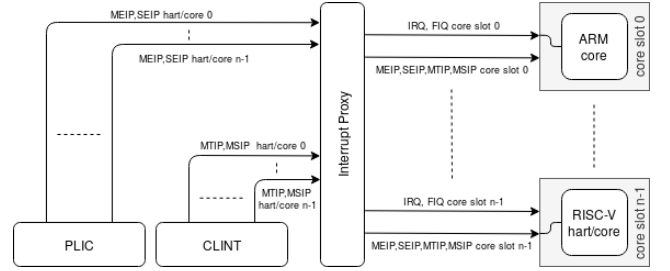 MEIP,SEIP hart/core 0
MEIP,SEIP hart/core n-1
MTIP,MSIP hart/core 0
MTIP,MSIP
hart/core n-1
PLIC
CLINT
Interrupt Proxy
IRQ, FIQ core slot 0
MEIP,SEIP,MTIP,MSIP core slot 0
IRQ, FIQ core slot n-1
MEIP,SEIP,MTIP,MSIP core slot n-1
ARM
core
core slot 0
RISC-V
hart/core
core slot n-1